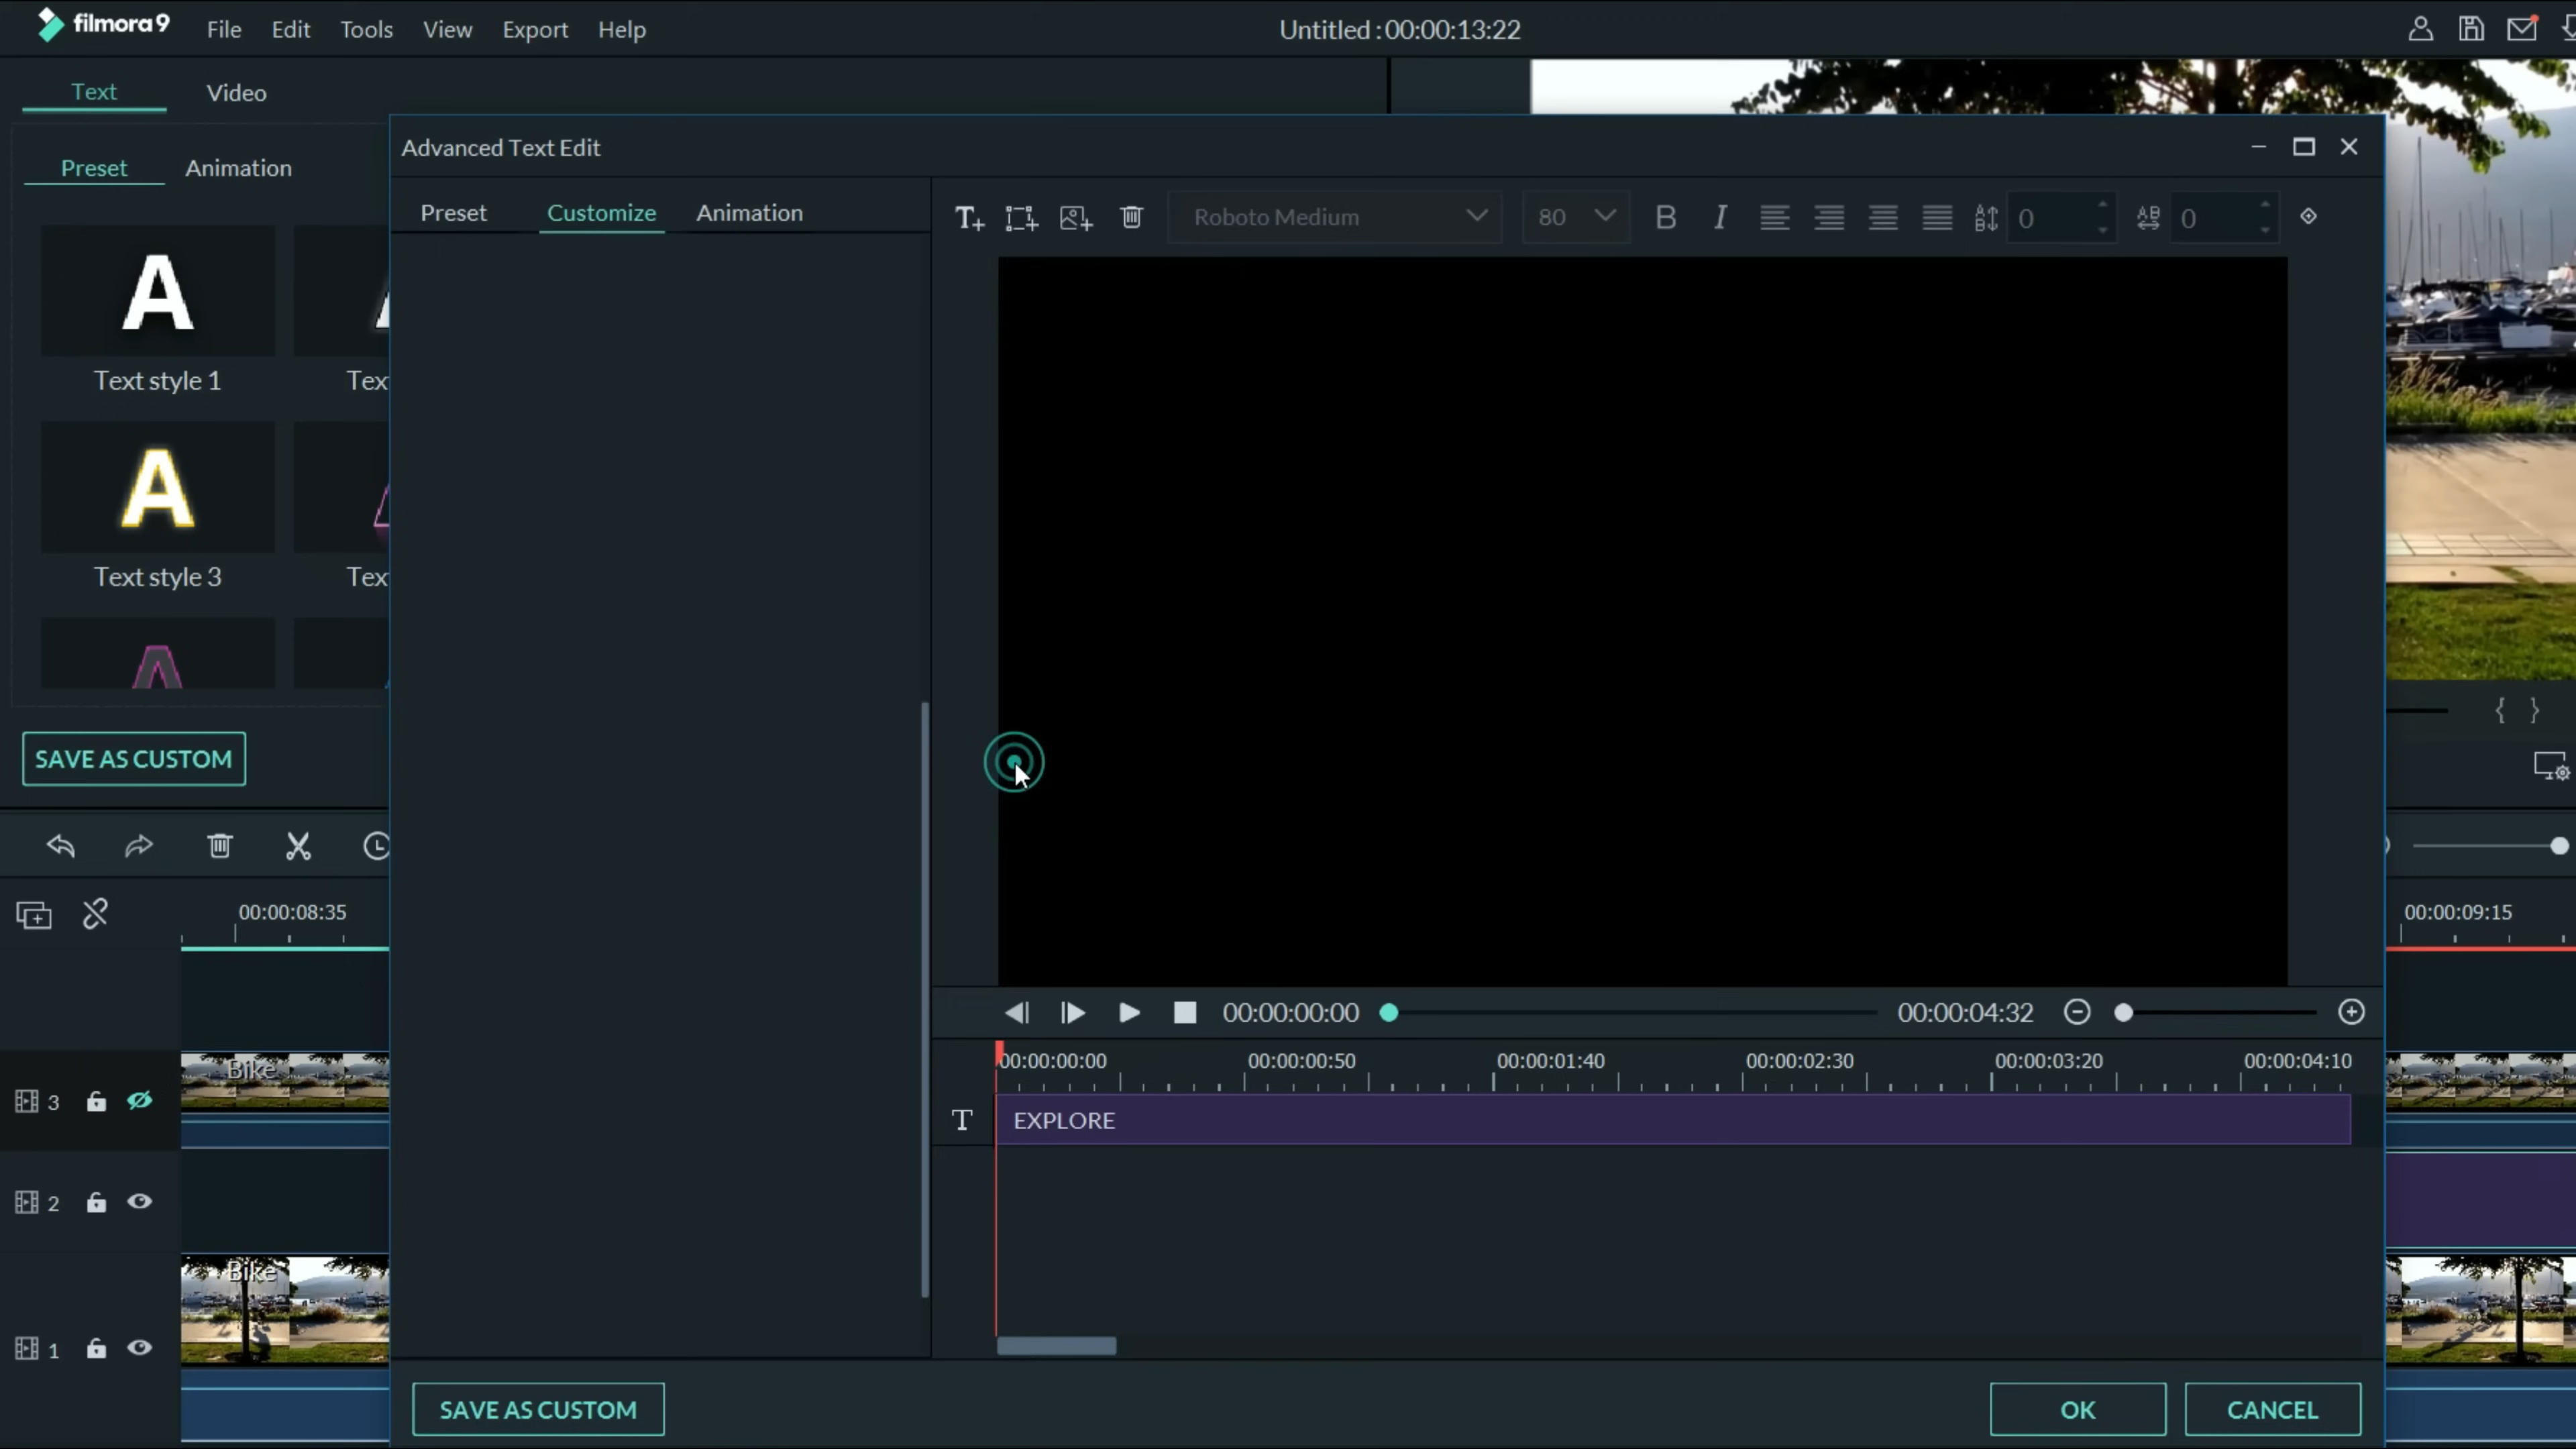 filmora9 File Edit Tools View Export Help Untitled : 00:00:13:22
Text Video
Advanced Text Edit
Preset Animation
Preset Customize Animation
Roboto Medium 80 B I 0 0
A
Text style 1
A
Text style 3
A
SAVE AS CUSTOM
00:00:08:35
00:00:09:15
00:00:00:00 00:00:04:32
00:00:00:00 00:00:00:50 00:00:01:40 00:00:02:30 00:00:03:20 00:00:04:10
T EXPLORE
3 Bike
2
1 Bike
SAVE AS CUSTOM OK CANCEL